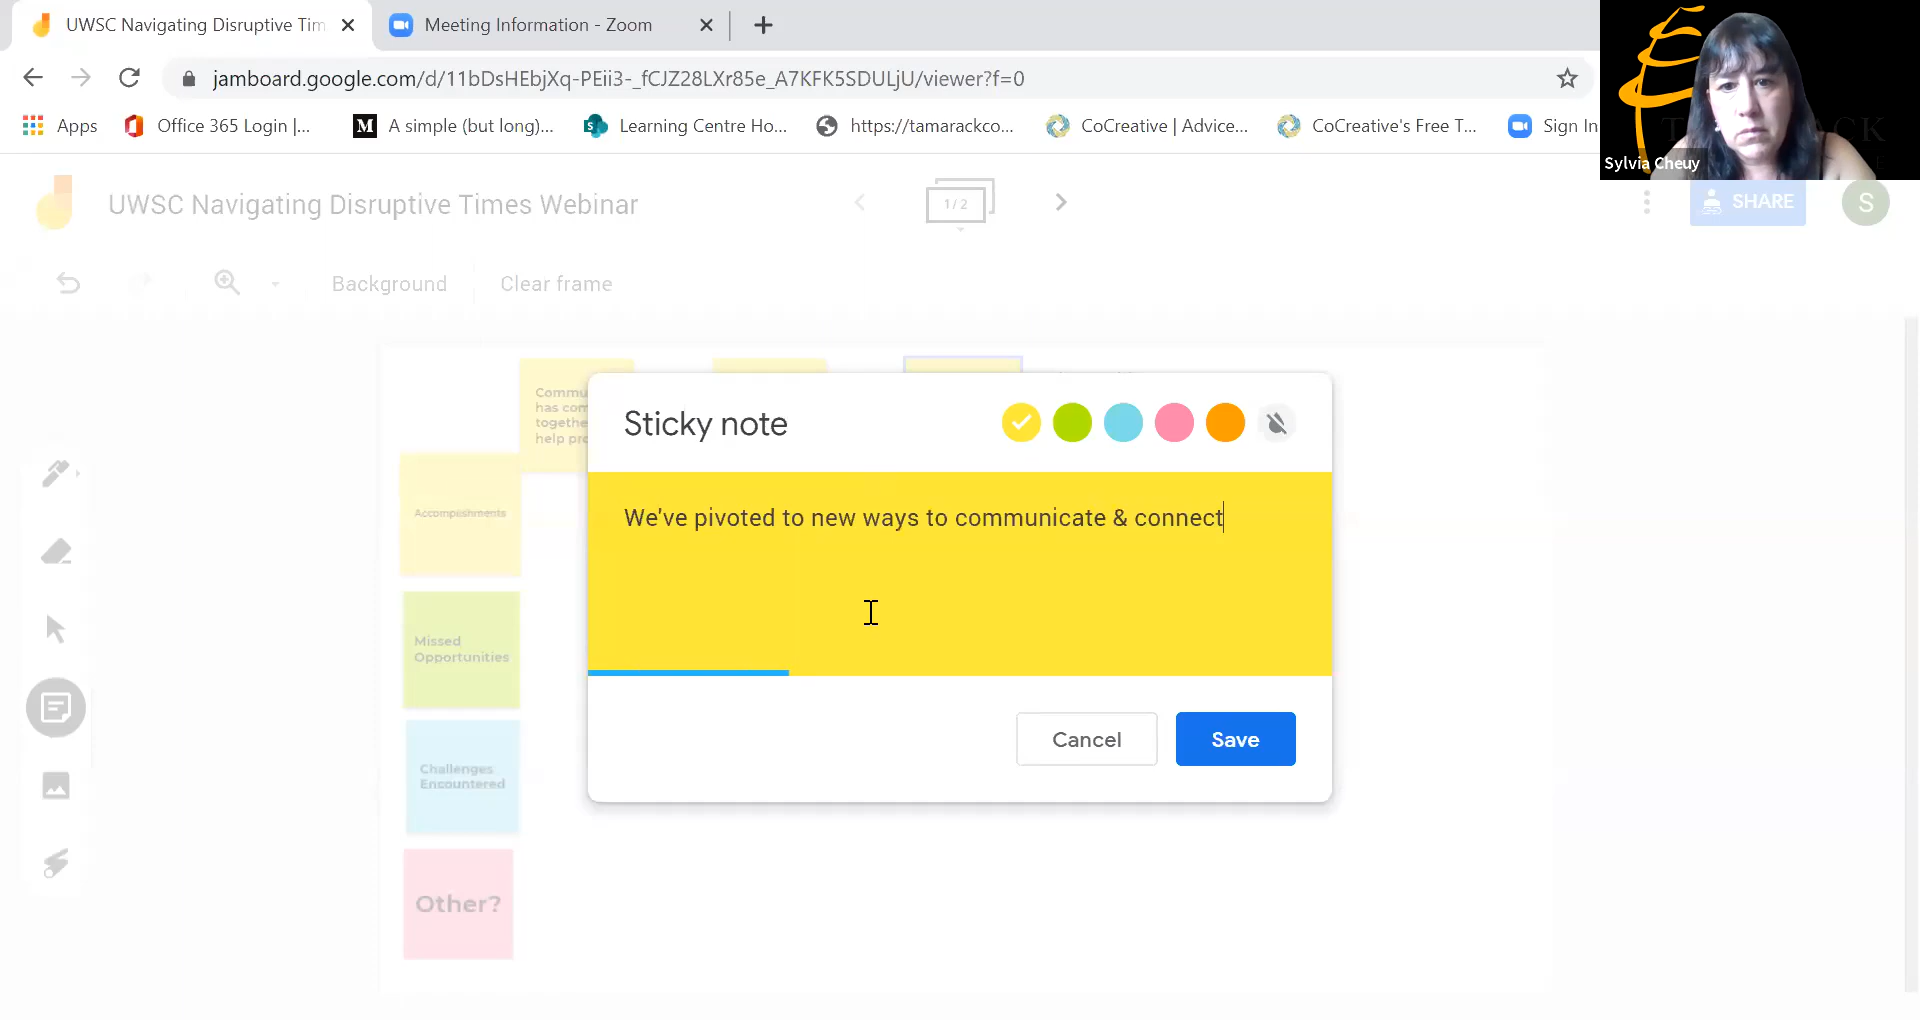 UWSC Navigating Disruptive Tim
Meeting Information - Zoom
jamboard.google.com/d/11bDsHEbjXq-PEii3-_fCJZ28LXr85e_A7KFK5SDULjU/viewer?f=0
Apps
Office 365 Login |...
M
A simple (but long)...
S
Learning Centre Ho...
https://tamarackco...
CoCreative | Advice...
CoCreative's Free T...
Sign In
Sylvia Cheuy
UWSC Navigating Disruptive Times Webinar
1 / 2
SHARE
S
Background
Clear frame
has
help
Accomplishments
Missed
Opportunities
Challenges
Encountered
Other?
Sticky note
We've pivoted to new ways to communicate & connect
Cancel
Save